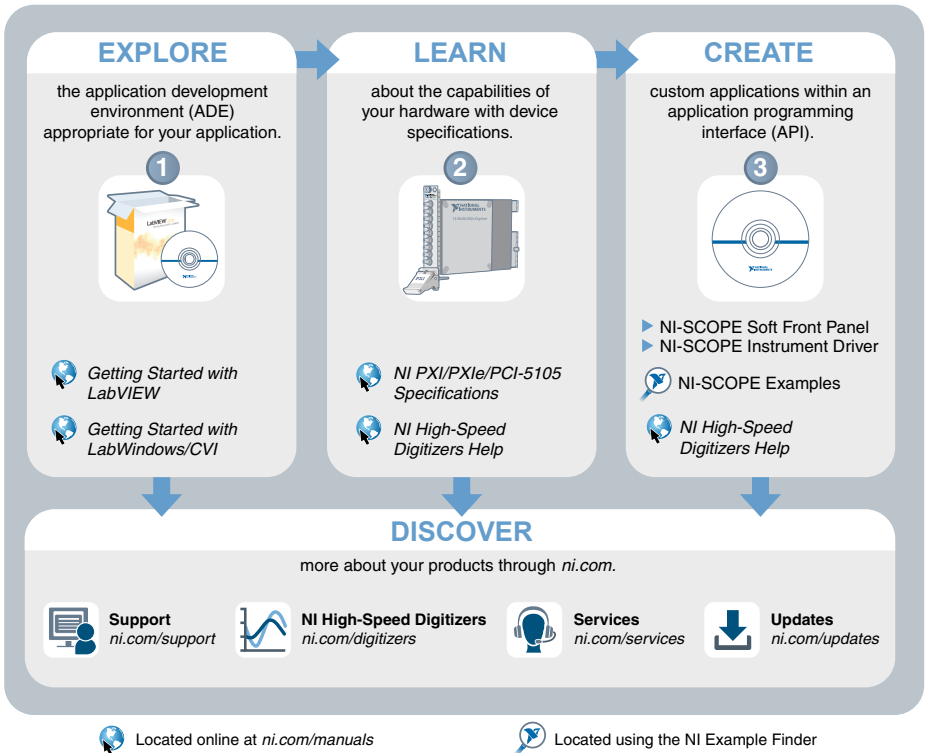 EXPLORE
the application development
environment (ADE)
appropriate for your application.
1
LabVIEW
Getting Started with
LabVIEW
Getting Started with
LabWindows/CVI
LEARN
about the capabilities of
your hardware with device
specifications.
2
NATIONAL
INSTRUMENTS
NI PXI/PXIe/PCI-5105
Specifications
NI High-Speed
Digitizers Help
CREATE
custom applications within an
application programming
interface (API).
3
NATIONAL
INSTRUMENTS
NI-SCOPE Soft Front Panel
NI-SCOPE Instrument Driver
NI-SCOPE Examples
NI High-Speed
Digitizers Help
DISCOVER
more about your products through ni.com.
Support
ni.com/support
NI High-Speed Digitizers
ni.com/digitizers
Services
ni.com/services
Updates
ni.com/updates
Located online at ni.com/manuals
Located using the NI Example Finder